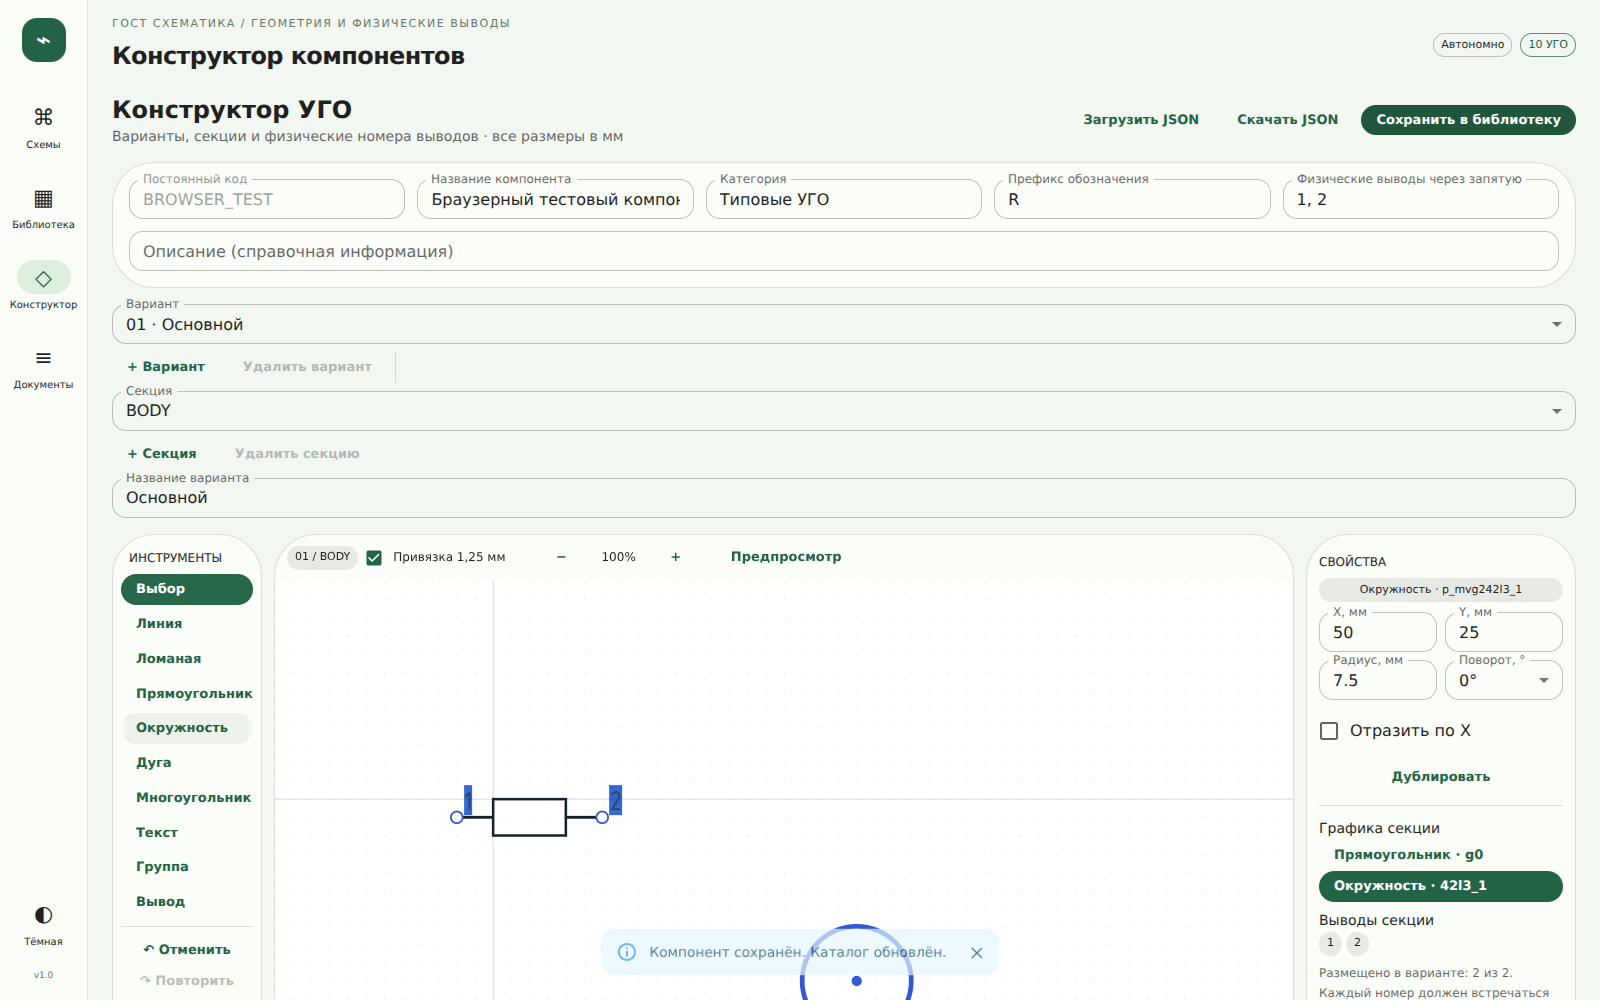 ГОСТ СХЕМАТИКА / ГЕОМЕТРИЯ И ФИЗИЧЕСКИЕ ВЫВОДЫ
Конструктор компонентов
Автономно
10 УГО
Схемы
Библиотека
Конструктор
Документы
Тёмная
v1.0
Конструктор УГО
Варианты, секции и физические номера выводов · все размеры в мм
Загрузить JSON
Скачать JSON
Сохранить в библиотеку
Постоянный код
BROWSER_TEST
Название компонента
Браузерный тестовый
Категория
Типовые УГО
Префикс обозначения
R
Физические выводы через запятую
1, 2
Описание (справочная информация)
Вариант
01 · Основной
+ Вариант
Удалить вариант
Секция
BODY
+ Секция
Удалить секцию
Название варианта
Основной
ИНСТРУМЕНТЫ
Выбор
Линия
Ломаная
Прямоугольник
Окружность
Дуга
Многоугольник
Текст
Группа
Вывод
↶ Отменить
↷ Повторить
01 / BODY
Привязка 1,25 мм
−
100%
+
Предпросмотр
1
2
Компонент сохранён. Каталог обновлён.
СВОЙСТВА
Окружность · p_mvg242l3_1
X, мм
50
Y, мм
25
Радиус, мм
7.5
Поворот, °
0°
Отразить по X
Дублировать
Графика секции
Прямоугольник · g0
Окружность · 42l3_1
Выводы секции
1
2
Размещено в варианте: 2 из 2.
Каждый номер должен встречаться